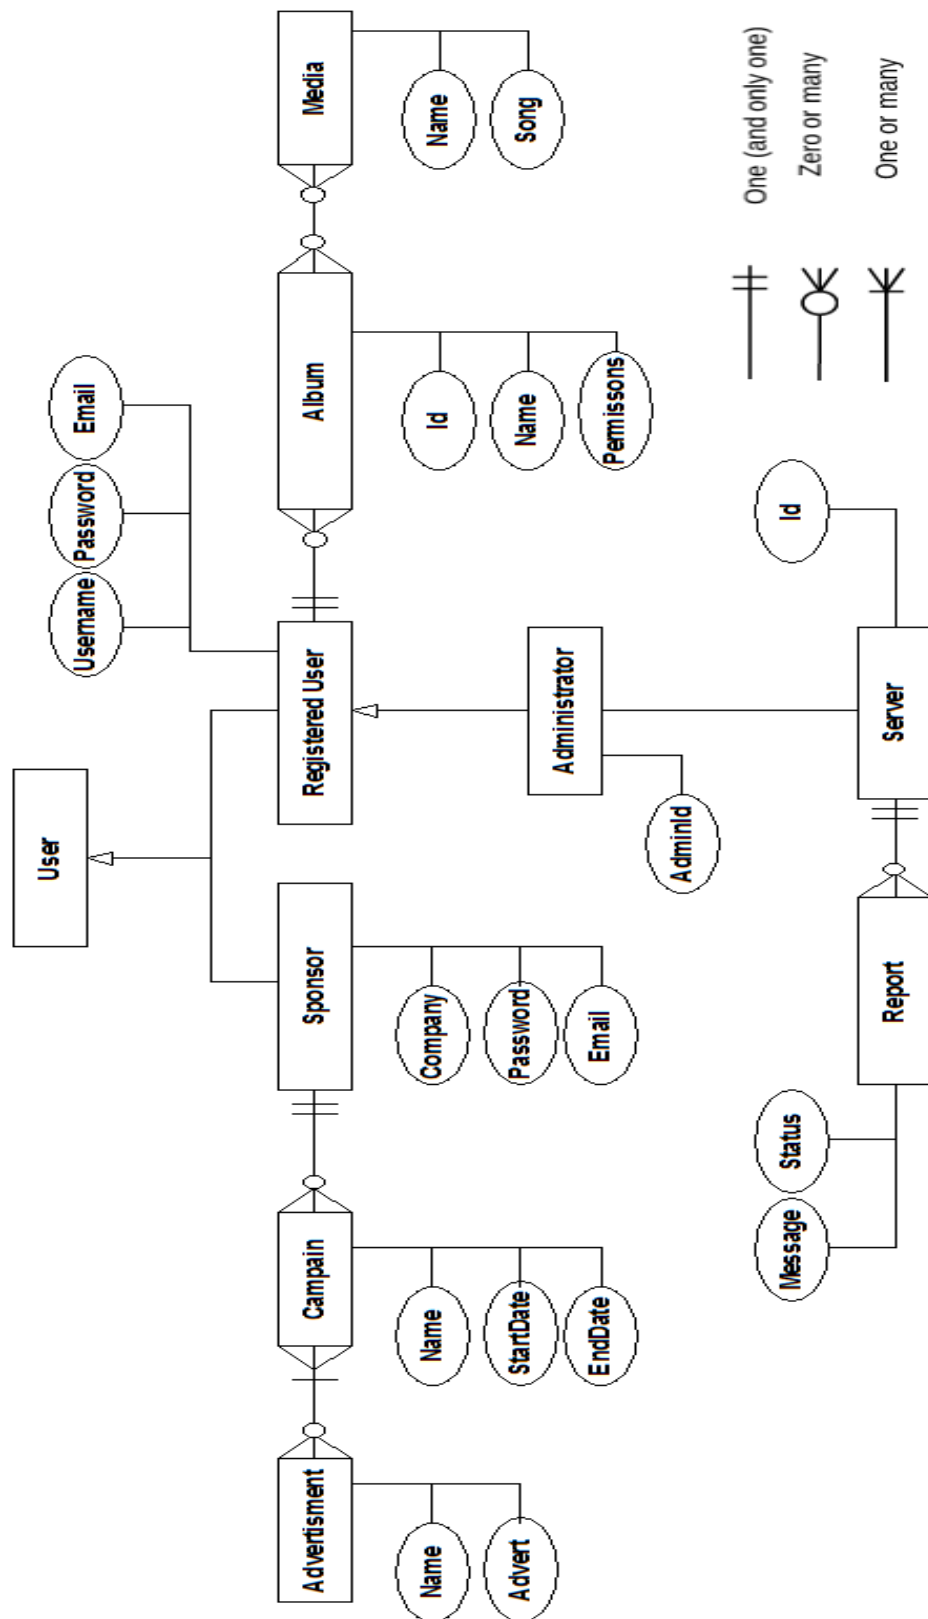 User
Username
Password
Email
Advertisment
Campain
Sponsor
Registered User
Album
Media
Name
Name
Company
Id
Name
Advert
StartDate
Password
Name
Song
Administrator
EndDate
Email
Permissons
AdminId
One (and only one)
Message
Status
Id
Zero or many
Report
Server
One or many